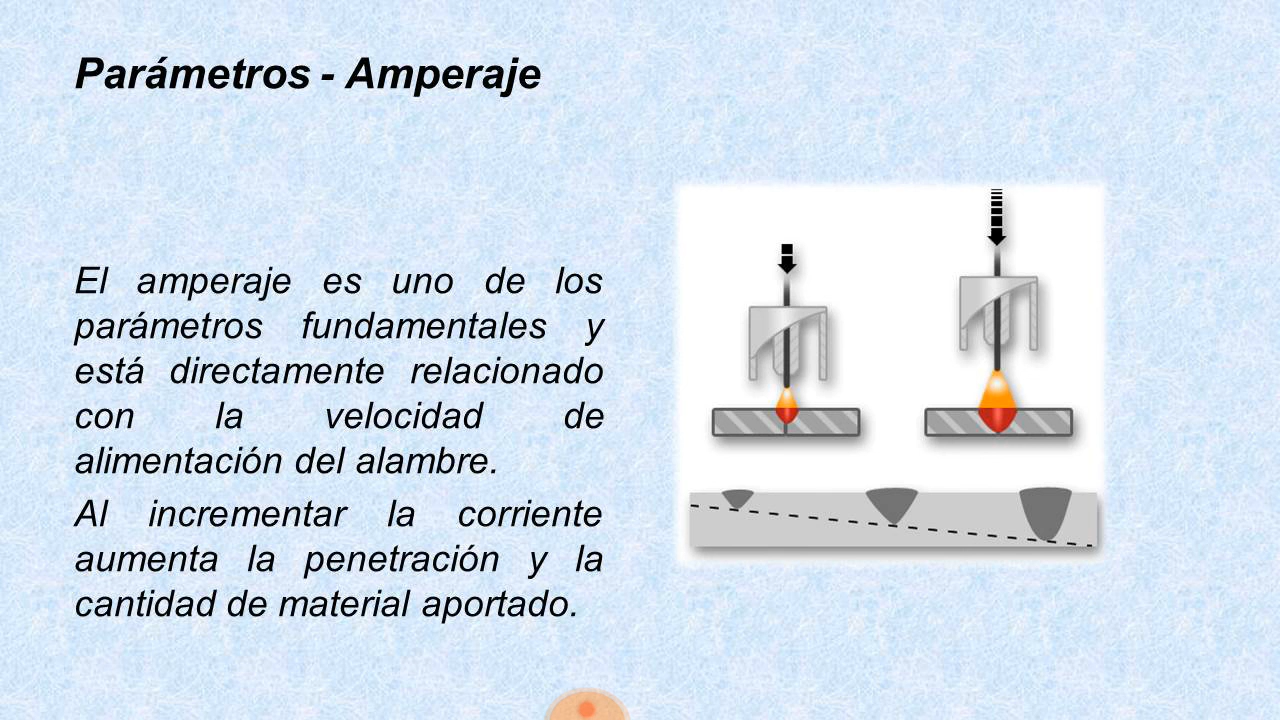 Parámetros - Amperaje
El amperaje es uno de los
parámetros fundamentales y
está directamente relacionado
con la velocidad de
alimentación del alambre.
Al incrementar la corriente
aumenta la penetración y la
cantidad de material aportado.